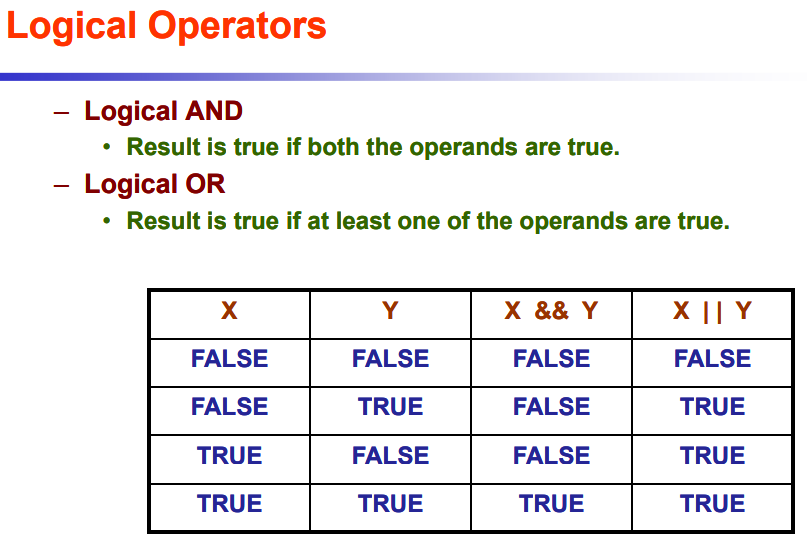 Logical Operators
– Logical AND
• Result is true if both the operands are true.
– Logical OR
• Result is true if at least one of the operands are true.
X Y X && Y X || Y
FALSE FALSE FALSE FALSE
FALSE TRUE FALSE TRUE
TRUE FALSE FALSE TRUE
TRUE TRUE TRUE TRUE